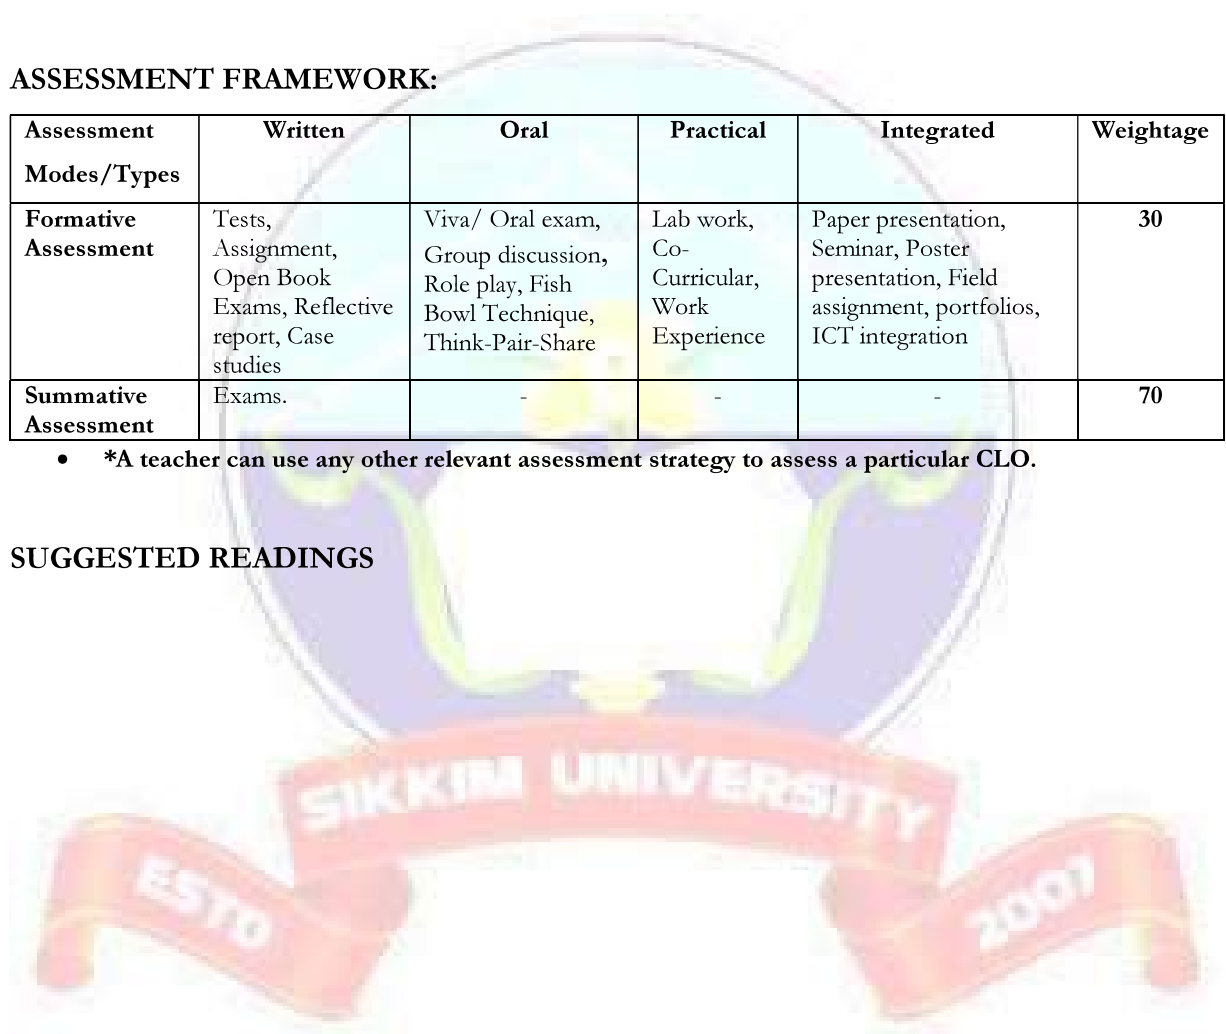 ASSESSMENT FRAMEWORK:
Assessment Modes/Types Written Oral Practical Integrated Weightage
Formative Assessment
Tests,
Assignment,
Open Book
Exams, Reflective
report, Case
studies
Viva/ Oral exam,
Group discussion,
Role play, Fish
Bowl Technique,
Think-Pair-Share
Lab work,
Co-
Curricular,
Work
Experience
Paper presentation,
Seminar, Poster
presentation, Field
assignment, portfolios,
ICT integration
30
Summative
Assessment
Exams.
-
-
-
70
• *A teacher can use any other relevant assessment strategy to assess a particular CLO.
SUGGESTED READINGS
SIKKIM UNIVERSITY
ESTD
2007